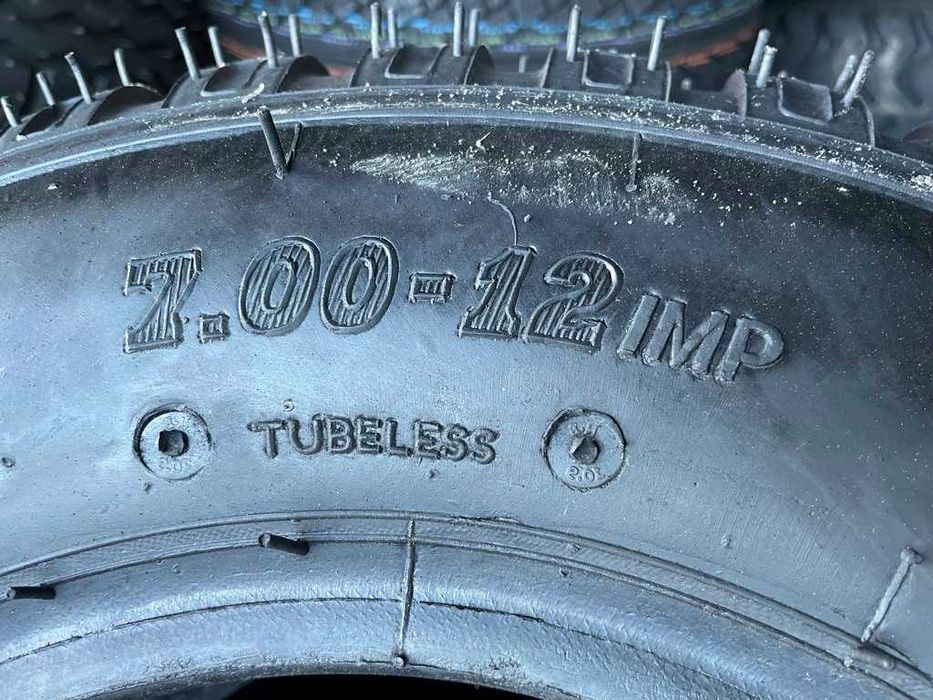 7.00-12 IMP
TUBELESS